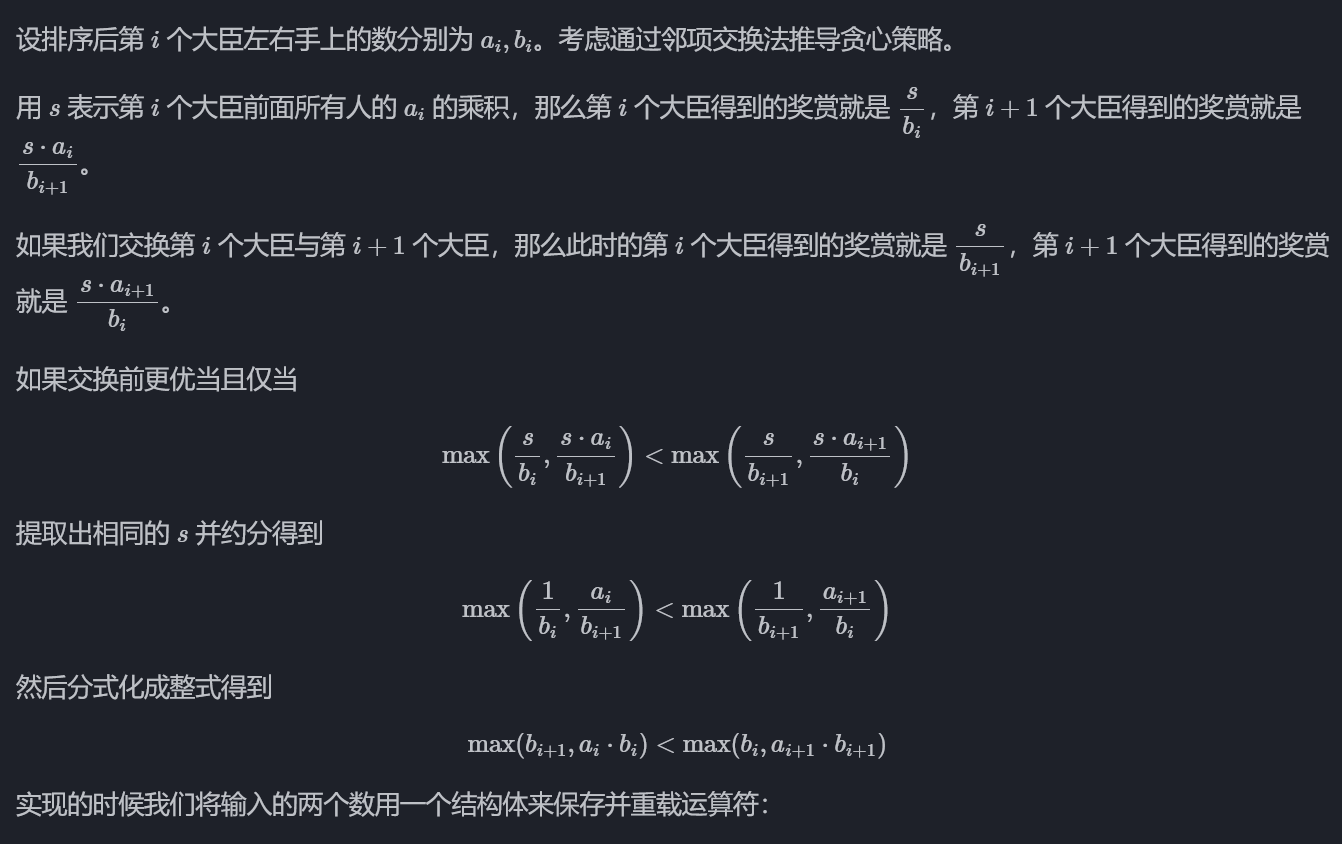 设排序后第 i 个大臣左右手上的数分别为 a_i, b_i。考虑通过邻项交换法推导贪心策略。
用 s 表示第 i 个大臣前面所有人的 a_i 的乘积，那么第 i 个大臣得到的奖赏就是 \frac{s}{b_i}，第 i + 1 个大臣得到的奖赏就是
\frac{s \cdot a_i}{b_{i+1}}。
如果我们交换第 i 个大臣与第 i + 1 个大臣，那么此时的第 i 个大臣得到的奖赏就是 \frac{s}{b_{i+1}}，第 i + 1 个大臣得到的奖赏
就是 \frac{s \cdot a_{i+1}}{b_i}。
如果交换前更优当且仅当
\max\left(\frac{s}{b_i}, \frac{s \cdot a_i}{b_{i+1}}\right) < \max\left(\frac{s}{b_{i+1}}, \frac{s \cdot a_{i+1}}{b_i}\right)
提取出相同的 s 并约分得到
\max\left(\frac{1}{b_i}, \frac{a_i}{b_{i+1}}\right) < \max\left(\frac{1}{b_{i+1}}, \frac{a_{i+1}}{b_i}\right)
然后分式化成整式得到
\max(b_{i+1}, a_i \cdot b_i) < \max(b_i, a_{i+1} \cdot b_{i+1})
实现的时候我们将输入的两个数用一个结构体来保存并重载运算符：